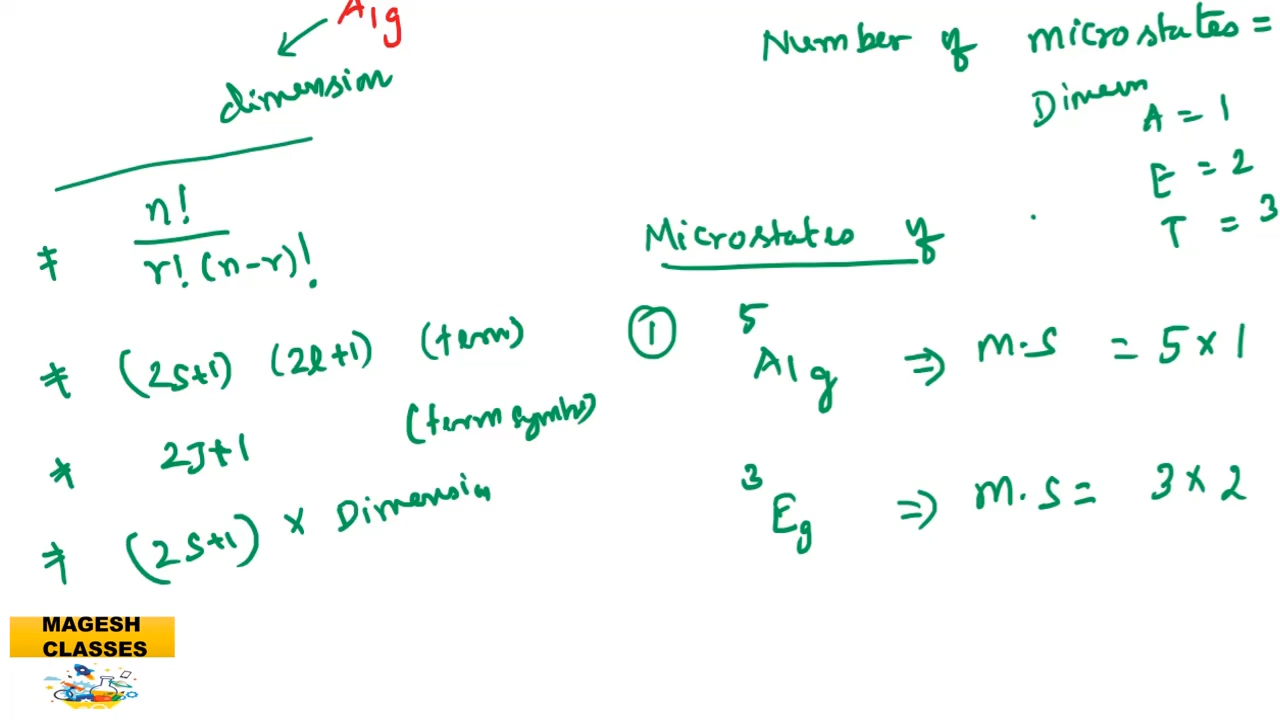 A1g
dimension
* n!
r! (n-r)!
* (2S+1) (2l+1) (term)
* 2J+1 (term symbol)
* (2S+1) x Dimension
Number of microstates =
Dimem
A = 1
E = 2
T = 3
Microstates of
① 5
A1g ⇒ m.s = 5 x 1
3
Eg ⇒ m.s = 3 x 2
MAGESH
CLASSES